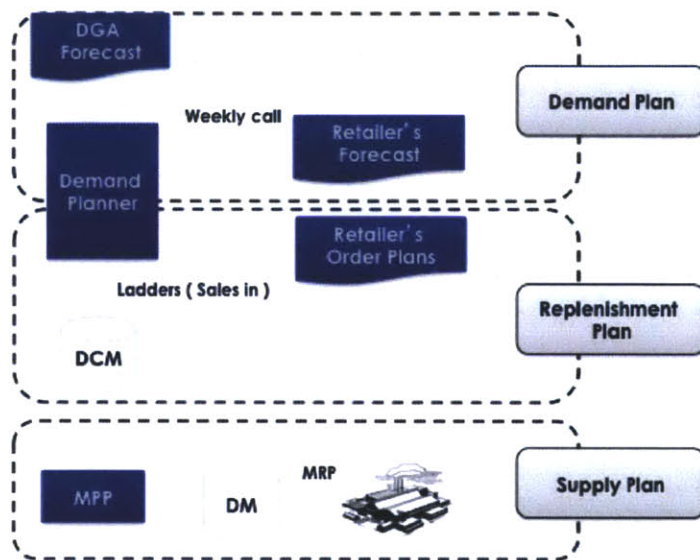 DGA
Forecast
Weekly call
Retailer's
Forecast
Demand Plan
Demand
Planner
Retailer's
Order Plans
Ladders ( Sales in )
Replenishment
Plan
DCM
MPP
DM
MRP
Supply Plan